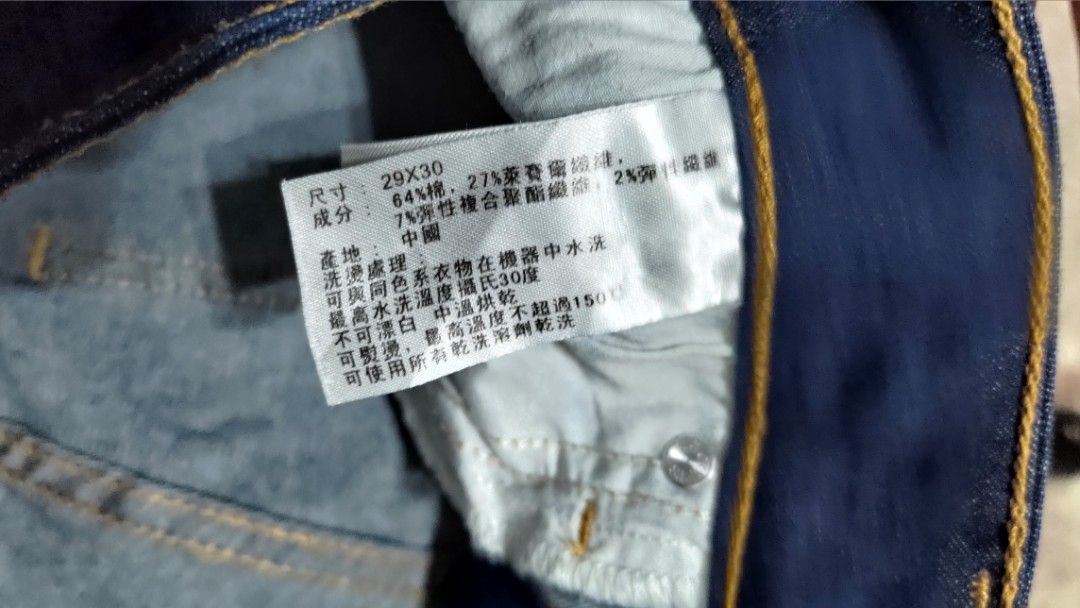 尺寸 : 29X30
成分 : 64%棉, 27%萊賽爾纖維,
7%彈性複合聚酯纖維, 2%彈性纖維
產地 : 中國
洗燙處理 :
可與同色系衣物在機器中水洗
最高水洗溫度攝氏30度
不可漂白 中溫烘乾
可熨燙, 最高溫度不超過150℃
可使用所有乾洗溶劑乾洗